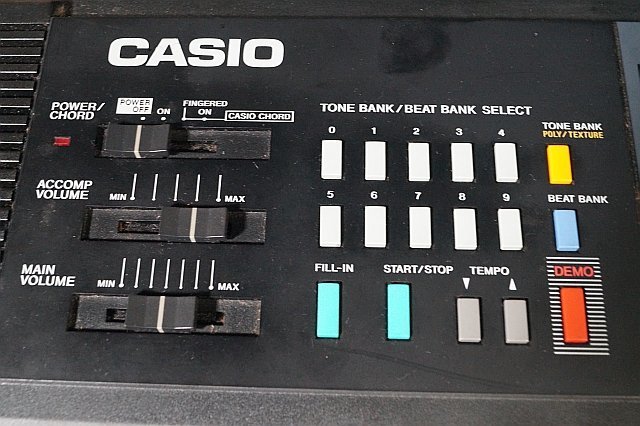 CASIO
POWER/
CHORD
POWER
OFF
ON
FINGERED
ON
CASIO CHORD
ACCOMP
VOLUME
MIN
MAX
MAIN
VOLUME
MIN
MAX
TONE BANK/BEAT BANK SELECT
0 1 2 3 4
5 6 7 8 9
TONE BANK
POLY/TEXTURE
BEAT BANK
FILL-IN
START/STOP
TEMPO
▼ ▲
DEMO